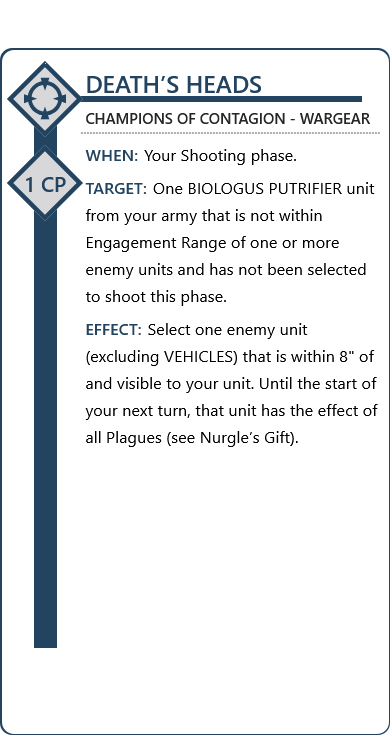 DEATH’S HEADS
CHAMPIONS OF CONTAGION - WARGEAR
WHEN: Your Shooting phase.
1 CP
TARGET: One BIOLOGUS PUTRIFIER unit
from your army that is not within
Engagement Range of one or more
enemy units and has not been selected
to shoot this phase.
EFFECT: Select one enemy unit
(excluding VEHICLES) that is within 8" of
and visible to your unit. Until the start of
your next turn, that unit has the effect of
all Plagues (see Nurgle’s Gift).